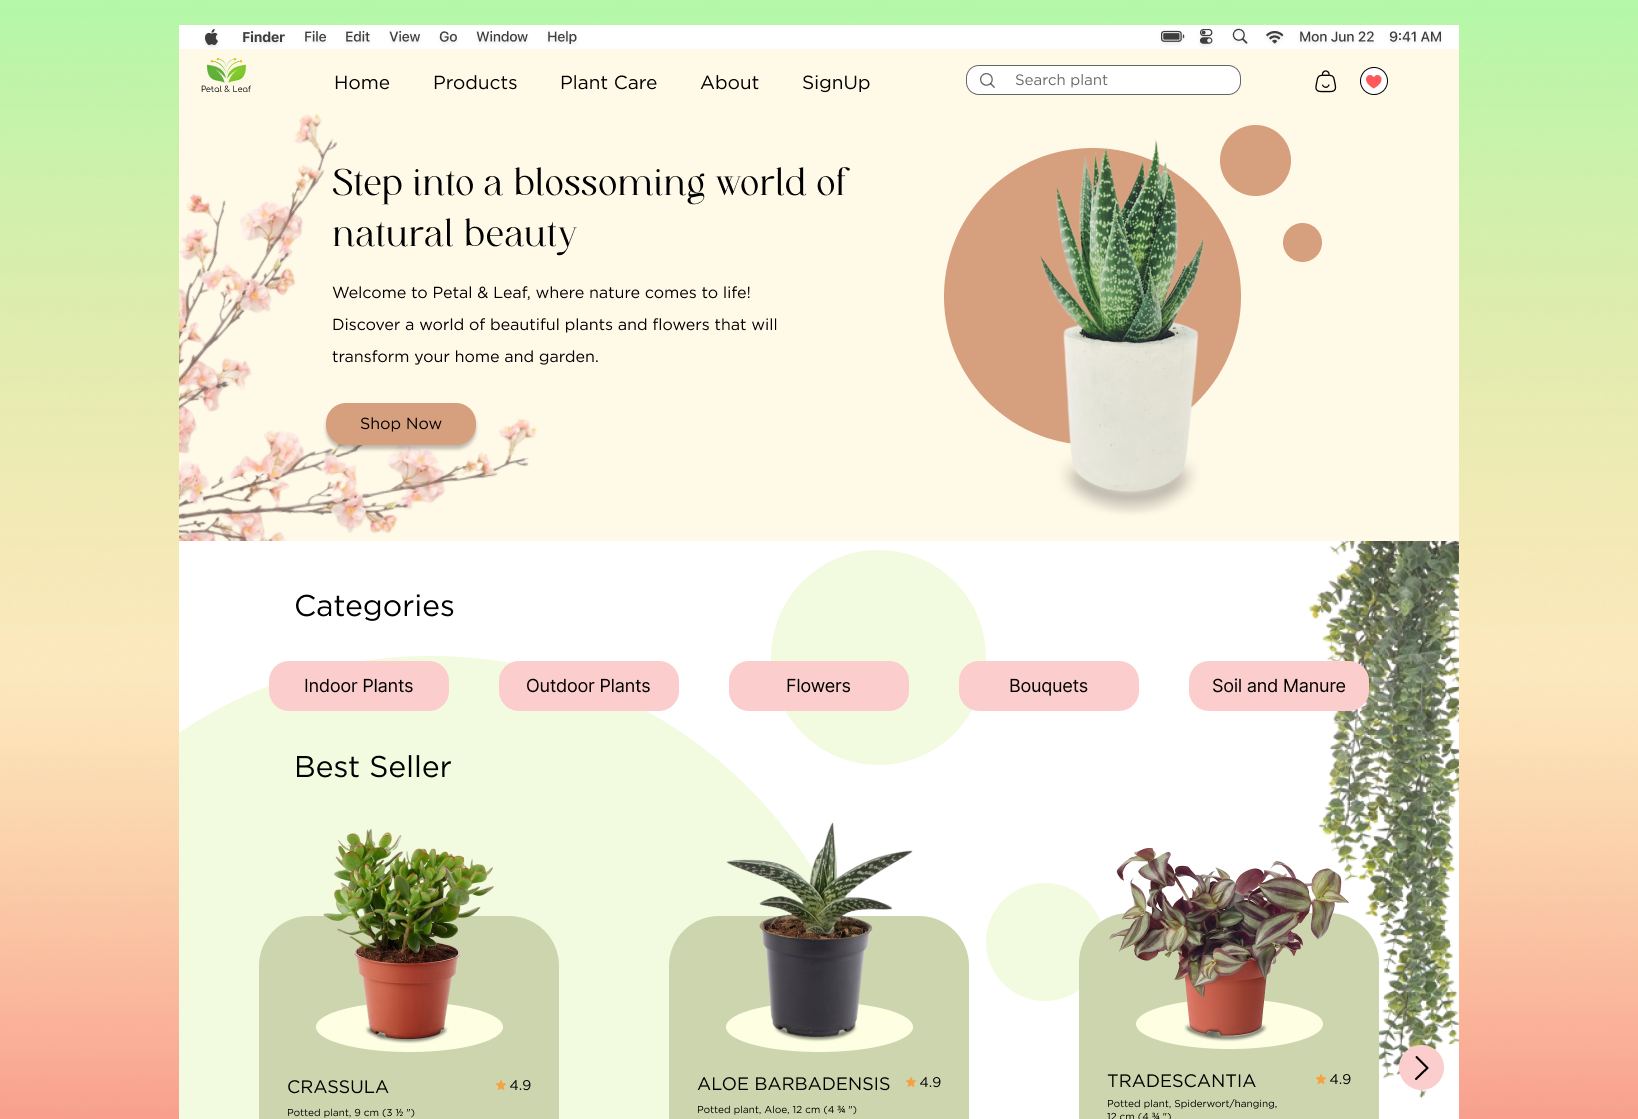 Finder File Edit View Go Window Help Mon Jun 22 9:41 AM
Petal & Leaf
Home Products Plant Care About SignUp Search plant
Step into a blossoming world of
natural beauty
Welcome to Petal & Leaf, where nature comes to life!
Discover a world of beautiful plants and flowers that will
transform your home and garden.
Shop Now
Categories
Indoor Plants Outdoor Plants Flowers Bouquets Soil and Manure
Best Seller
CRASSULA 4.9
Potted plant, 9 cm (3 ½ ")
ALOE BARBADENSIS 4.9
Potted plant, Aloe, 12 cm (4 ¾ ")
TRADESCANTIA 4.9
Potted plant, Spiderwort/hanging,
12 cm (4 ¾ ")